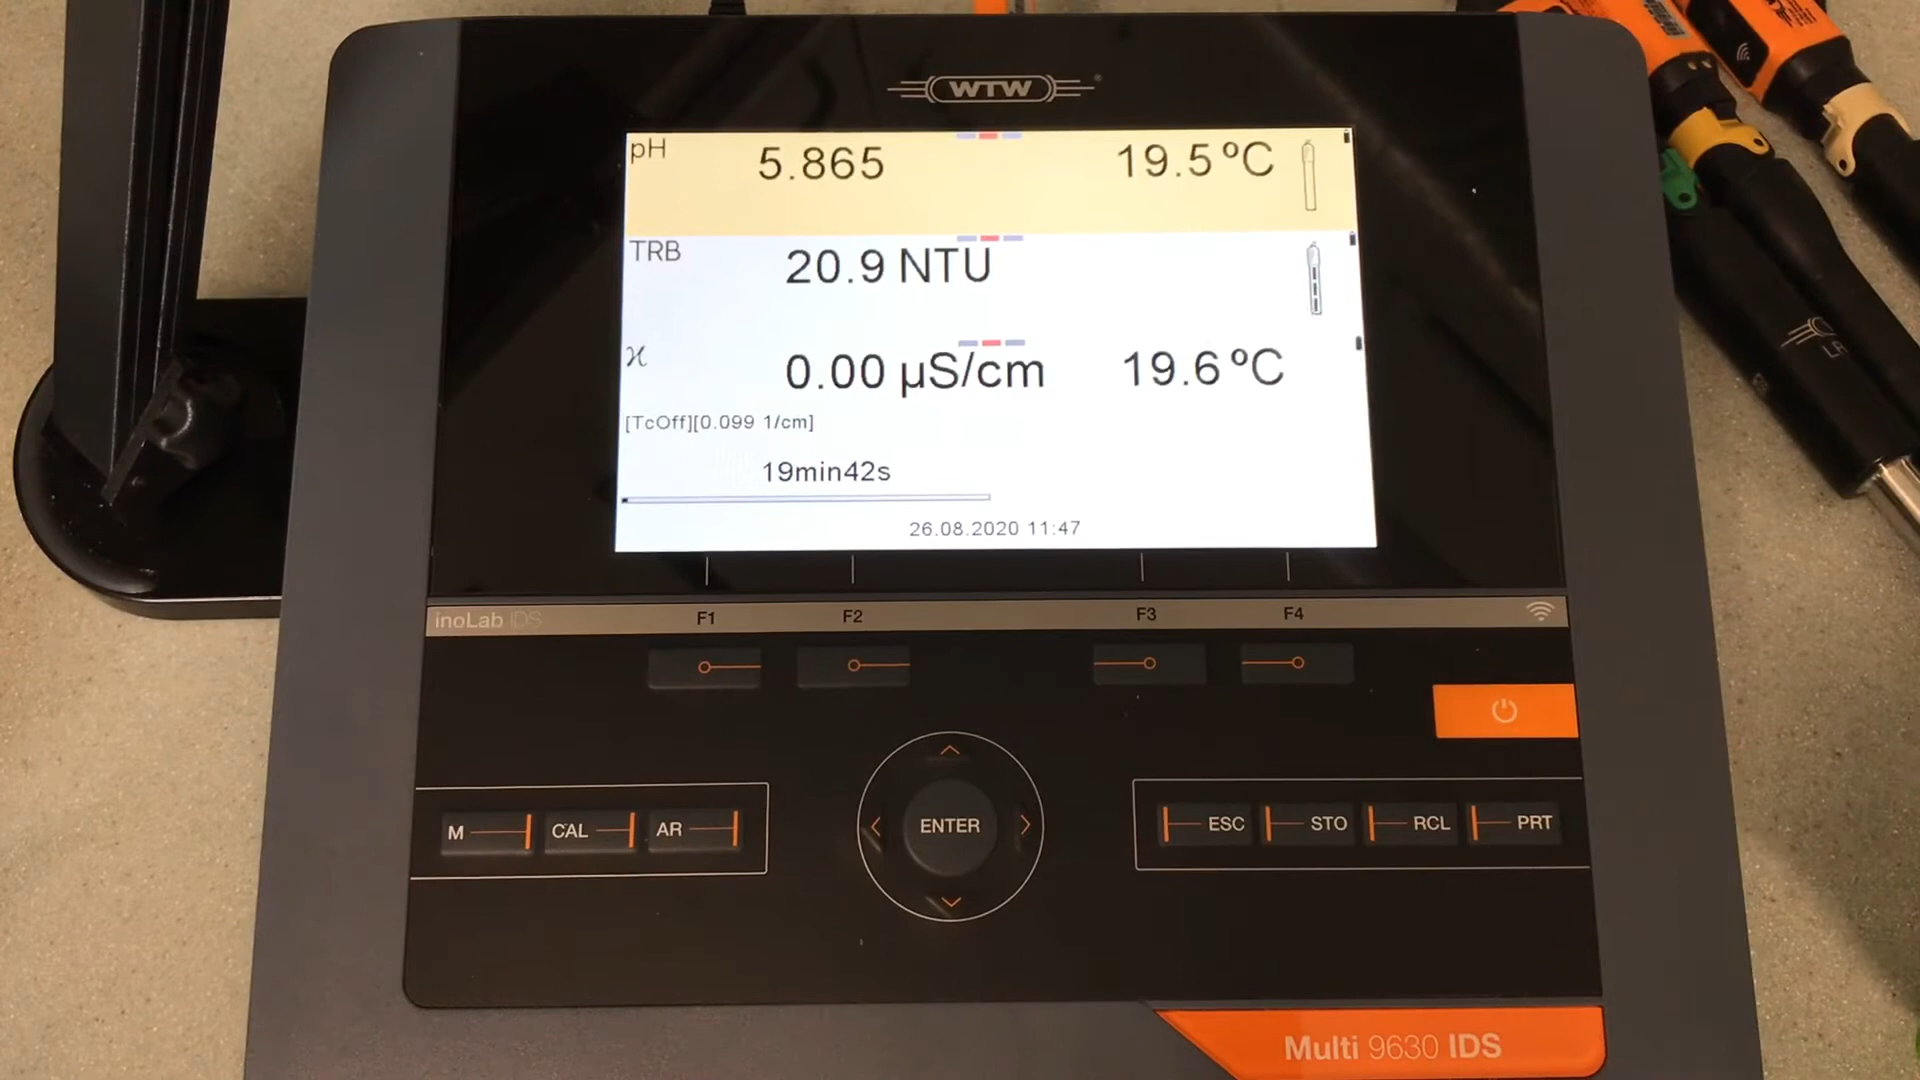 WTW
pH 5.865 19.5 ºC
TRB 20.9 NTU
ϰ 0.00 µS/cm 19.6 ºC
[TcOff][0.099 1/cm]
19min42s
26.08.2020 11:47
inoLab IDS F1 F2 F3 F4
M CAL AR ENTER ESC STO RCL PRT
Multi 9630 IDS